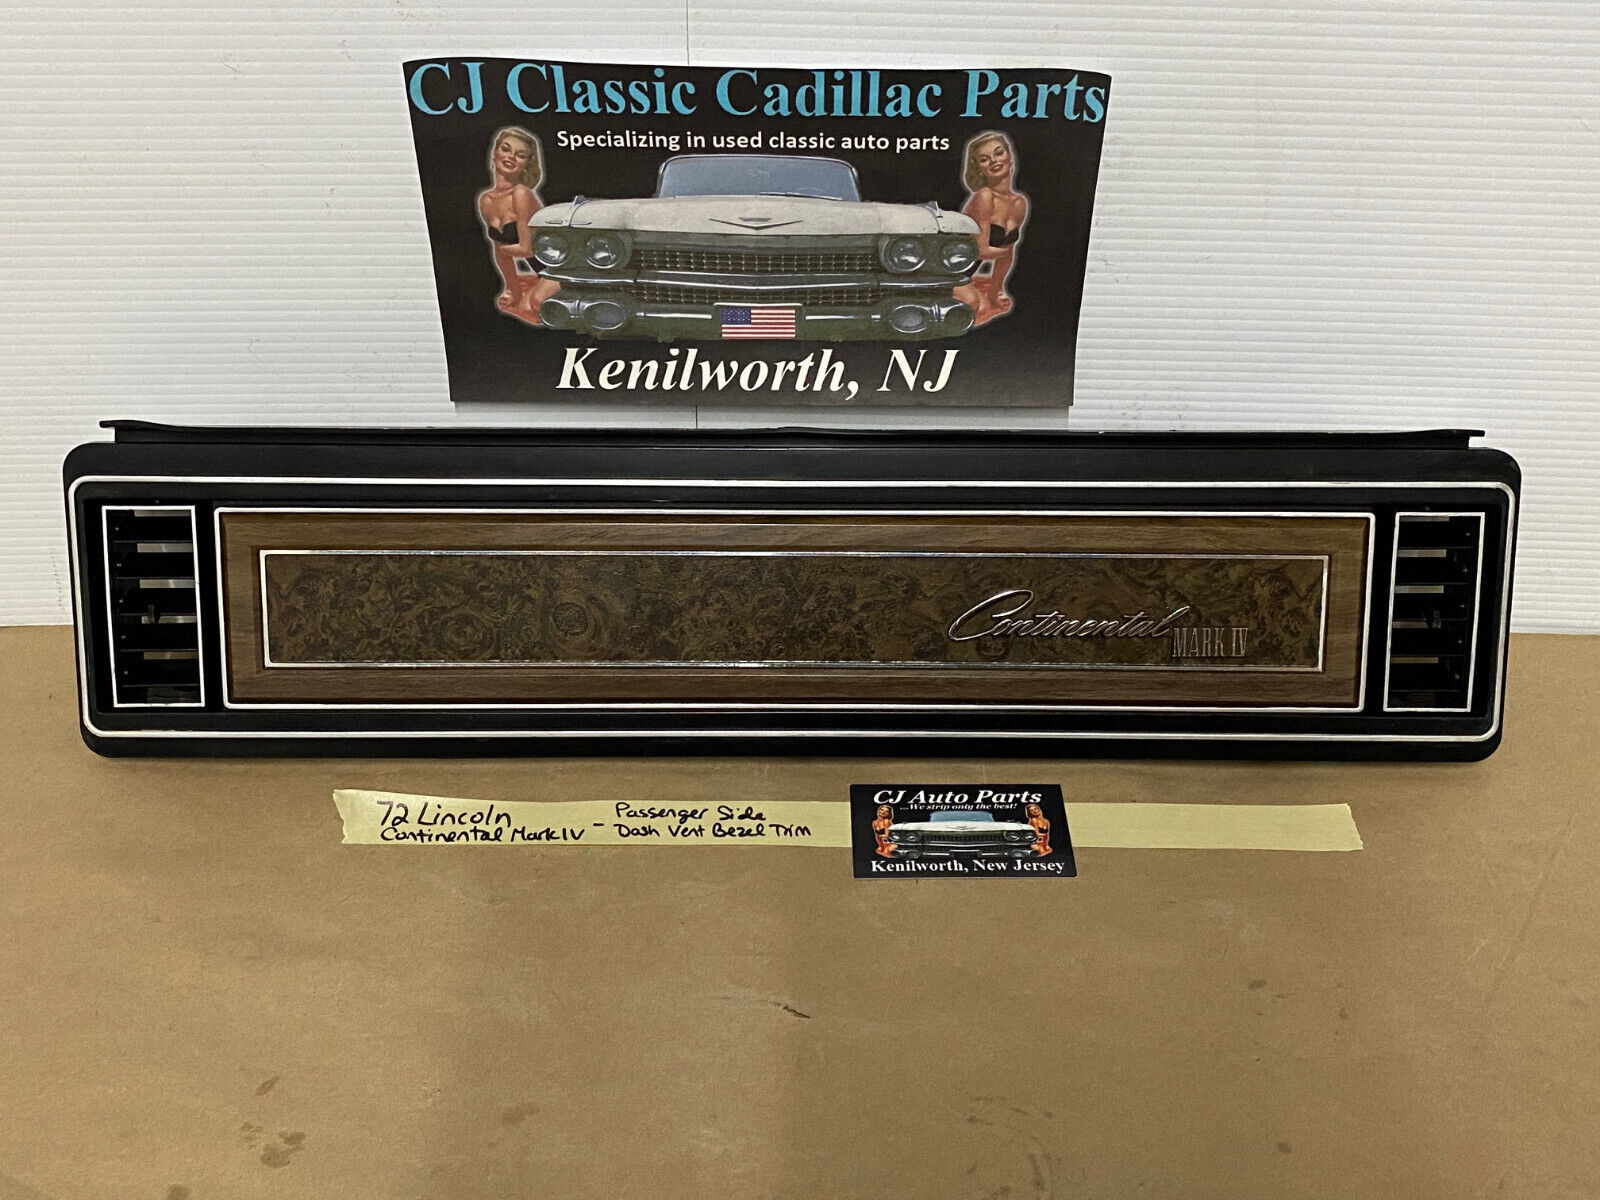 CJ Classic Cadillac Parts
Specializing in used classic auto parts
Kenilworth, NJ
Continental
MARK IV
72 Lincoln
Continental Mark IV - Passenger Side
Dash Vent Bezel Trim
CJ Auto Parts
...We strip only the best!
Kenilworth, New Jersey